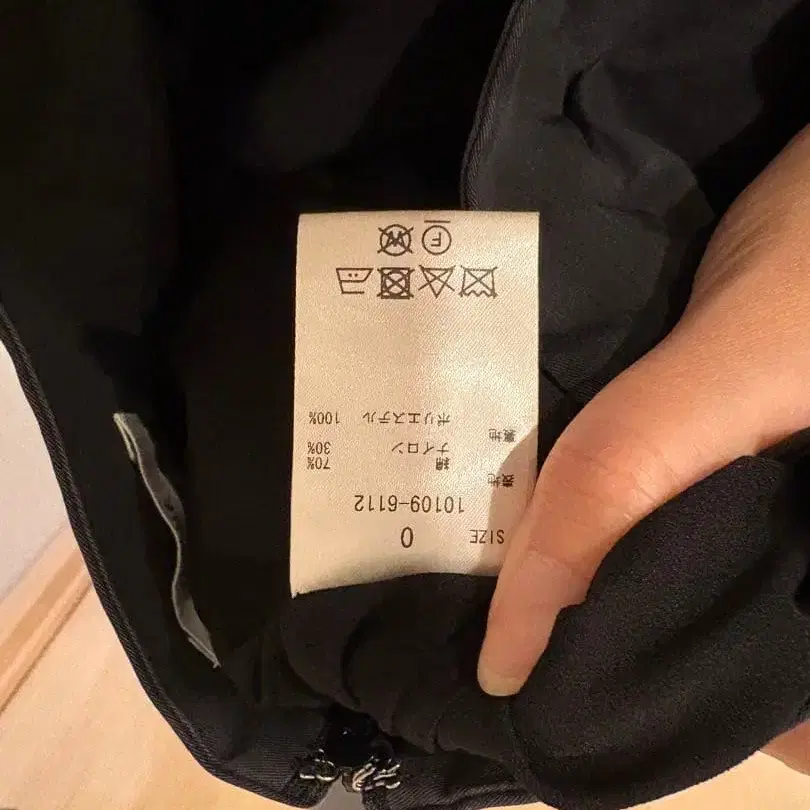 SIZE 0
10109-6112
表地
綿 70%
ナイロン 30%
裏地
ポリエステル 100%
F W